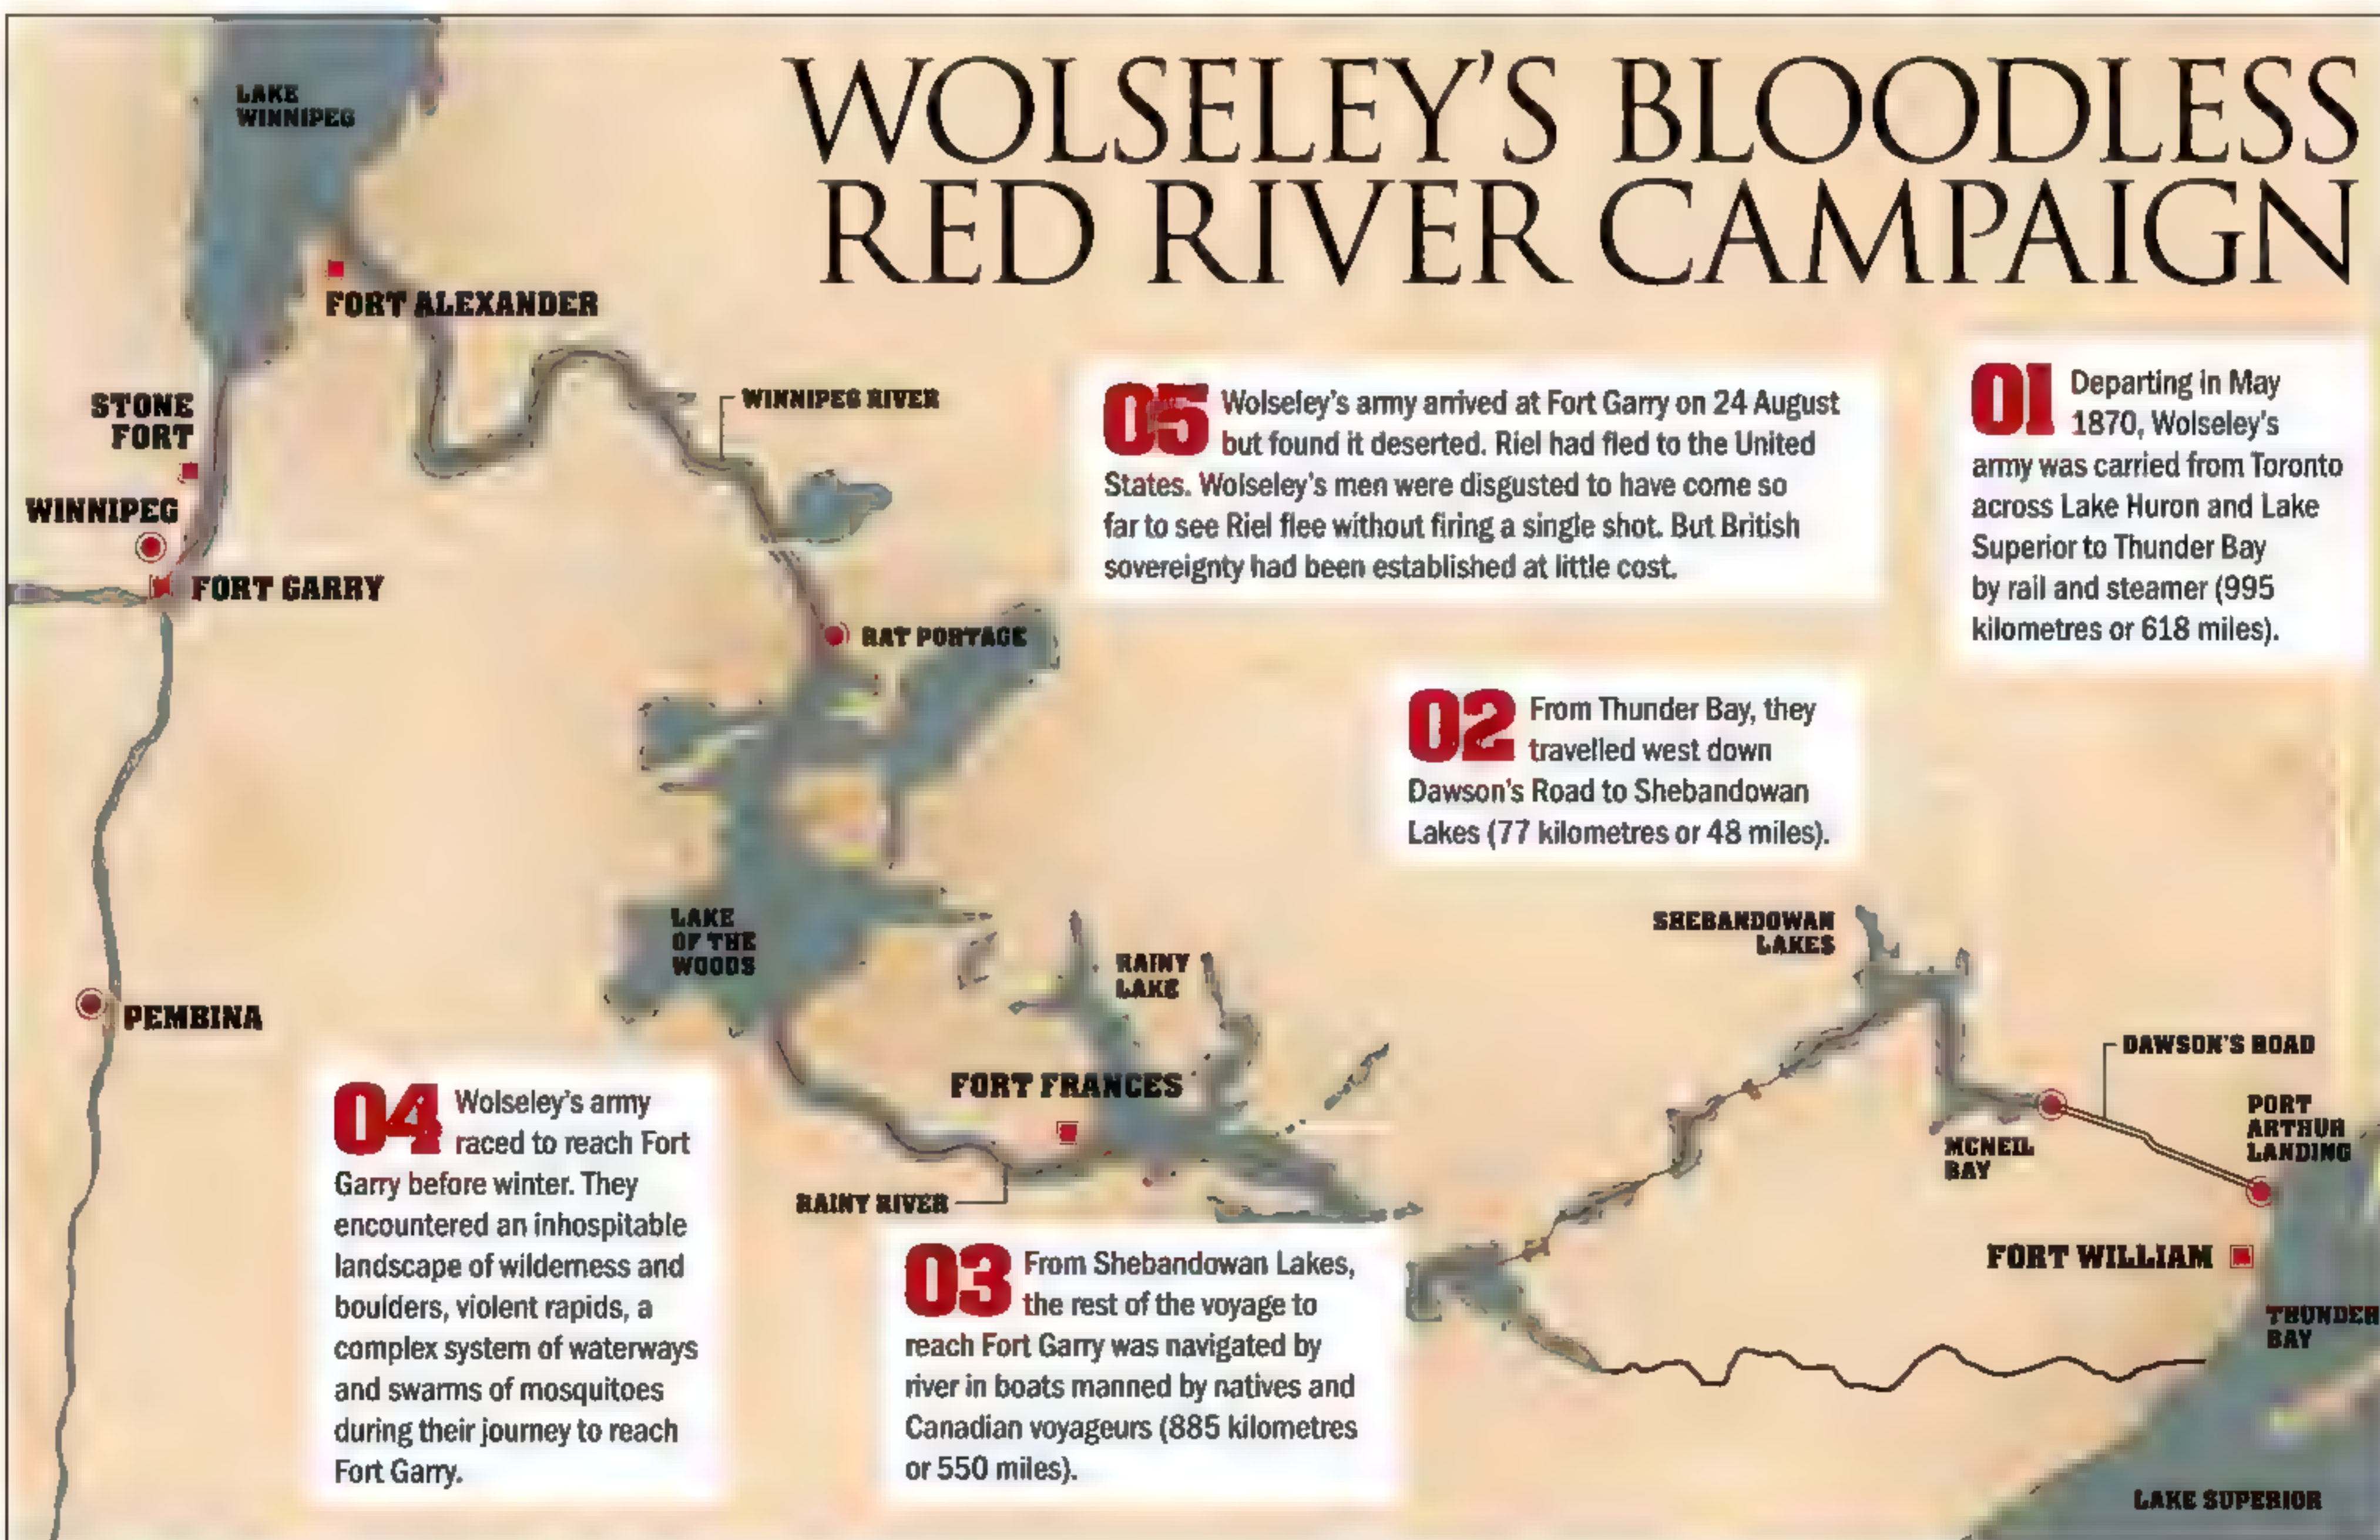 WOLSELEY'S BLOODLESS
RED RIVER CAMPAIGN
LAKE
WINNIPEG
FORT ALEXANDER
STONE
FORT
WINNIPEG
FORT GARRY
WINNIPEG RIVER
RAT PORTAGE
PEMBINA
LAKE
OF THE
WOODS
RAINY
LAKE
FORT FRANCES
RAINY RIVER
SHEBANDOWAN
LAKES
DAWSON'S ROAD
MCNEIL
BAY
PORT
ARTHUR
LANDING
FORT WILLIAM
THUNDER
BAY
LAKE SUPERIOR
01 Departing in May
1870, Wolseley's
army was carried from Toronto
across Lake Huron and Lake
Superior to Thunder Bay
by rail and steamer (995
kilometres or 618 miles).
02 From Thunder Bay, they
travelled west down
Dawson's Road to Shebandowan
Lakes (77 kilometres or 48 miles).
03 From Shebandowan Lakes,
the rest of the voyage to
reach Fort Garry was navigated by
river in boats manned by natives and
Canadian voyageurs (885 kilometres
or 550 miles).
04 Wolseley's army
raced to reach Fort
Garry before winter. They
encountered an inhospitable
landscape of wilderness and
boulders, violent rapids, a
complex system of waterways
and swarms of mosquitoes
during their journey to reach
Fort Garry.
05 Wolseley's army arrived at Fort Garry on 24 August
but found it deserted. Riel had fled to the United
States. Wolseley's men were disgusted to have come so
far to see Riel flee without firing a single shot. But British
sovereignty had been established at little cost.